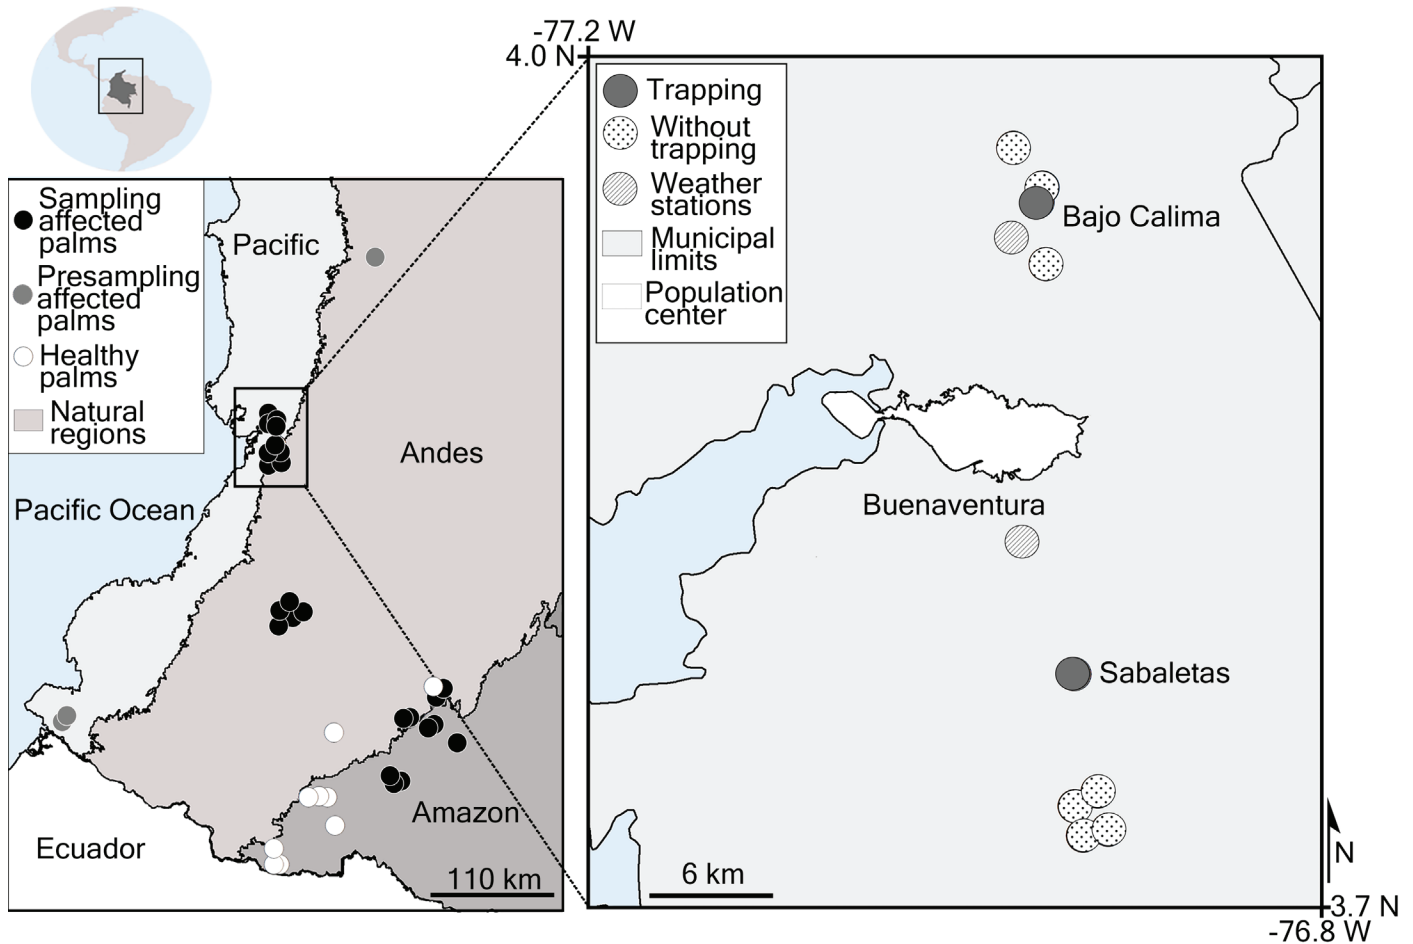 -77.2 W
4.0 N
Trapping
Without
trapping
Weather
stations
Municipal
limits
Population
center
Bajo Calima
Buenaventura
Sabaletas
6 km
N
3.7 N
-76.8 W
Sampling
affected
palms
Presampling
affected
palms
Healthy
palms
Natural
regions
Pacific
Andes
Pacific Ocean
Amazon
Ecuador
110 km